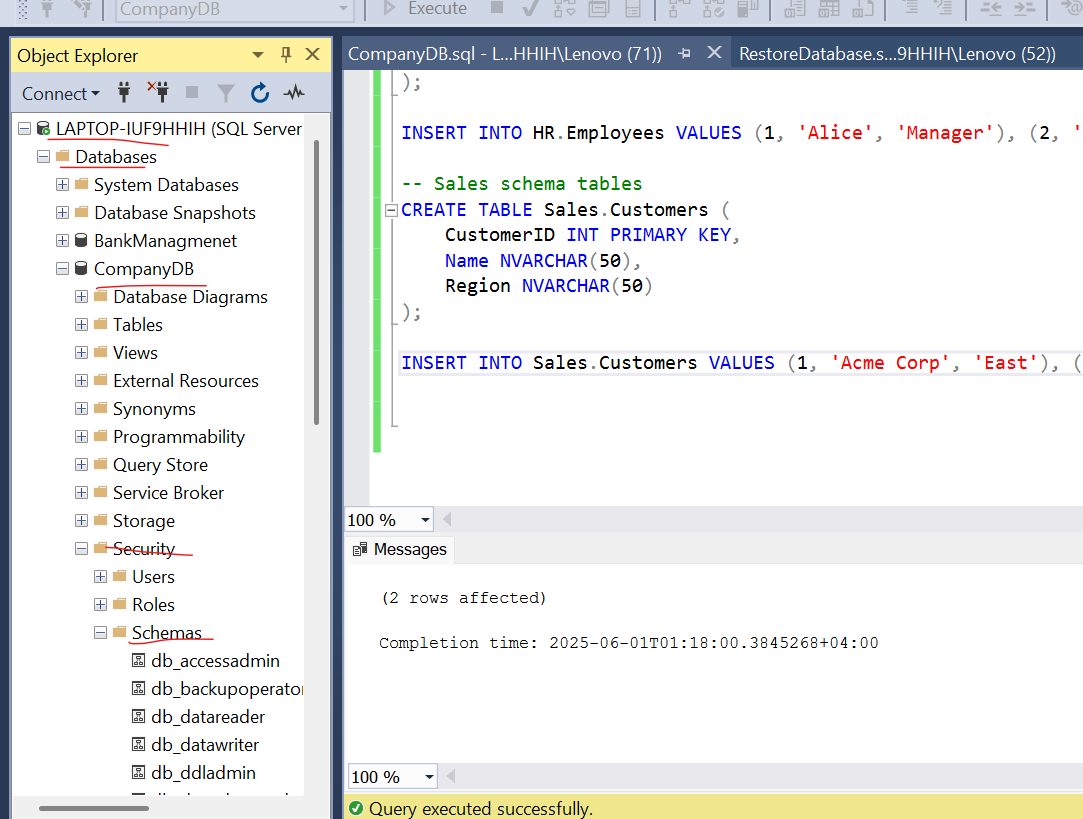 CompanyDB
Execute
Object Explorer
CompanyDB.sql - L...HHIH\Lenovo (71))
RestoreDatabase.s...9HHIH\Lenovo (52))
Connect
LAPTOP-IUF9HHIH (SQL Server
Databases
System Databases
Database Snapshots
BankManagmenet
CompanyDB
Database Diagrams
Tables
Views
External Resources
Synonyms
Programmability
Query Store
Service Broker
Storage
Security
Users
Roles
Schemas
db_accessadmin
db_backupoperator
db_datareader
db_datawriter
db_ddladmin
);
INSERT INTO HR.Employees VALUES (1, 'Alice', 'Manager'), (2, '
-- Sales schema tables
CREATE TABLE Sales.Customers (
CustomerID INT PRIMARY KEY,
Name NVARCHAR(50),
Region NVARCHAR(50)
);
INSERT INTO Sales.Customers VALUES (1, 'Acme Corp', 'East'), (
100 %
Messages
(2 rows affected)
Completion time: 2025-06-01T01:18:00.3845268+04:00
100 %
Query executed successfully.